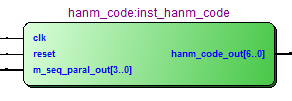 hanm_code:inst_hanm_code
clk
reset hanm_code_out[6..0]
m_seq_paral_out[3..0]